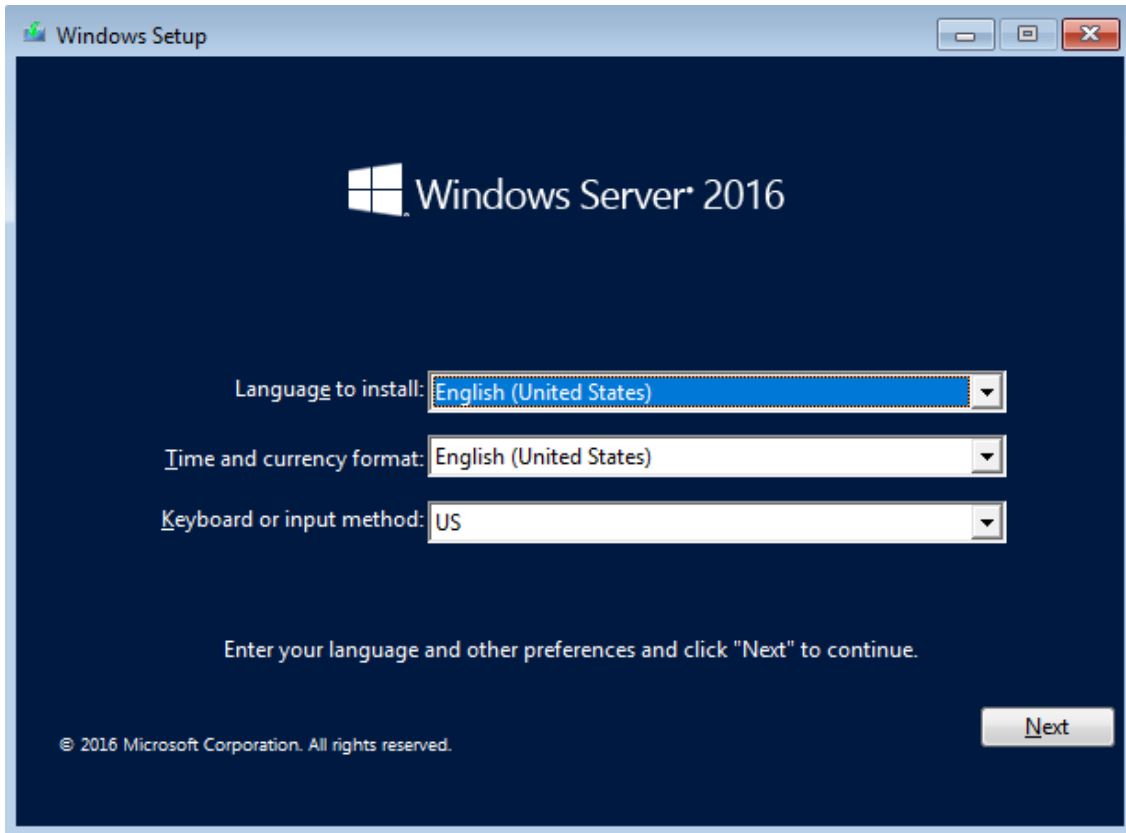 Windows Setup
Windows Server® 2016
Language to install: English (United States)
Time and currency format: English (United States)
Keyboard or input method: US
Enter your language and other preferences and click "Next" to continue.
Next
© 2016 Microsoft Corporation. All rights reserved.